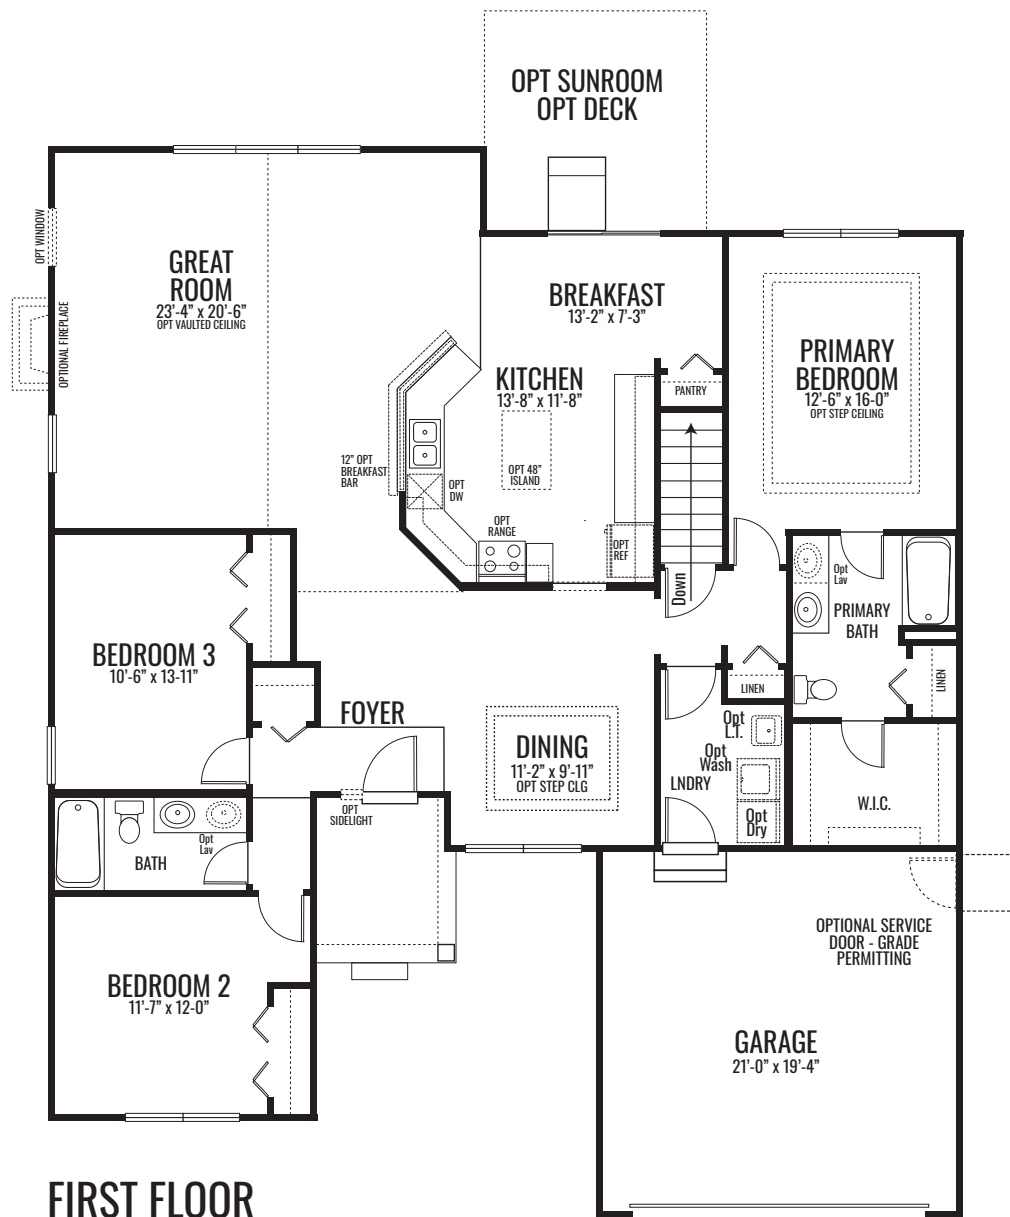 OPT SUNROOM
OPT DECK
OPT WINDOW
GREAT
ROOM
23'-4” x 20'-6”
OPT VAULTED CEILING
OPTIONAL FIREPLACE
BREAKFAST
13'-2” x 7'-3”
KITCHEN
13'-8” x 11'-8”
PANTRY
PRIMARY
BEDROOM
12'-6” x 16-0”
OPT STEP CEILING
12” OPT
BREAKFAST
BAR
OPT
DW
OPT 48”
ISLAND
OPT
RANGE
OPT
REF
Down
Opt
Lav
PRIMARY
BATH
LINEN
LINEN
BEDROOM 3
10'-6” x 13-11”
FOYER
DINING
11'-2” x 9'-11”
OPT STEP CLG
Opt
L.T.
Opt
Wash
LNDRY
Opt
Dry
W.I.C.
OPT
SIDELIGHT
Opt
Lav
BATH
OPTIONAL SERVICE
DOOR - GRADE
PERMITTING
BEDROOM 2
11'-7” x 12-0”
GARAGE
21'-0” x 19'-4”
FIRST FLOOR